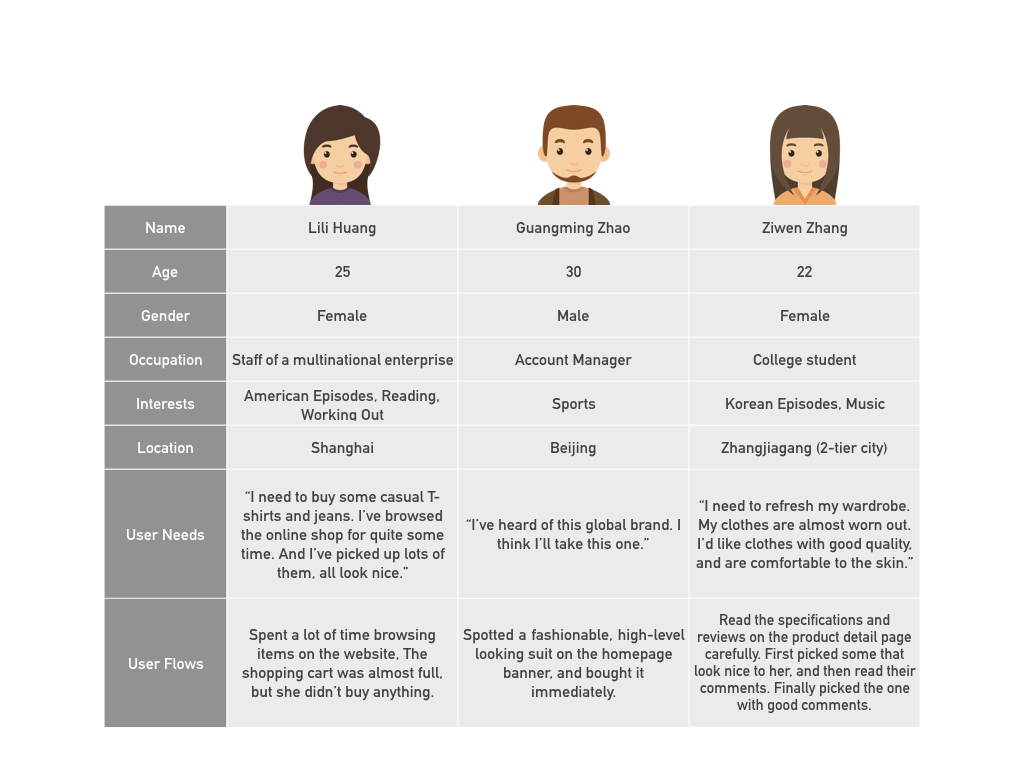 Name
Lili Huang
Guangming Zhao
Ziwen Zhang
Age
25
30
22
Gender
Female
Male
Female
Occupation
Staff of a multinational enterprise
Account Manager
College student
Interests
American Episodes, Reading,
Working Out
Sports
Korean Episodes, Music
Location
Shanghai
Beijing
Zhangjiagang (2-tier city)
User Needs
“I need to buy some casual T-
shirts and jeans. I’ve browsed
the online shop for quite some
time. And I’ve picked up lots of
them, all look nice.”
“I’ve heard of this global brand. I
think I’ll take this one.”
“I need to refresh my wardrobe.
My clothes are almost worn out.
I’d like clothes with good quality,
and are comfortable to the skin.”
User Flows
Spent a lot of time browsing
items on the website, The
shopping cart was almost full,
but she didn’t buy anything.
Spotted a fashionable, high-level
looking suit on the homepage
banner, and bought it
immediately.
Read the specifications and
reviews on the product detail page
carefully. First picked some that
look nice to her, and then read their
comments. Finally picked the one
with good comments.